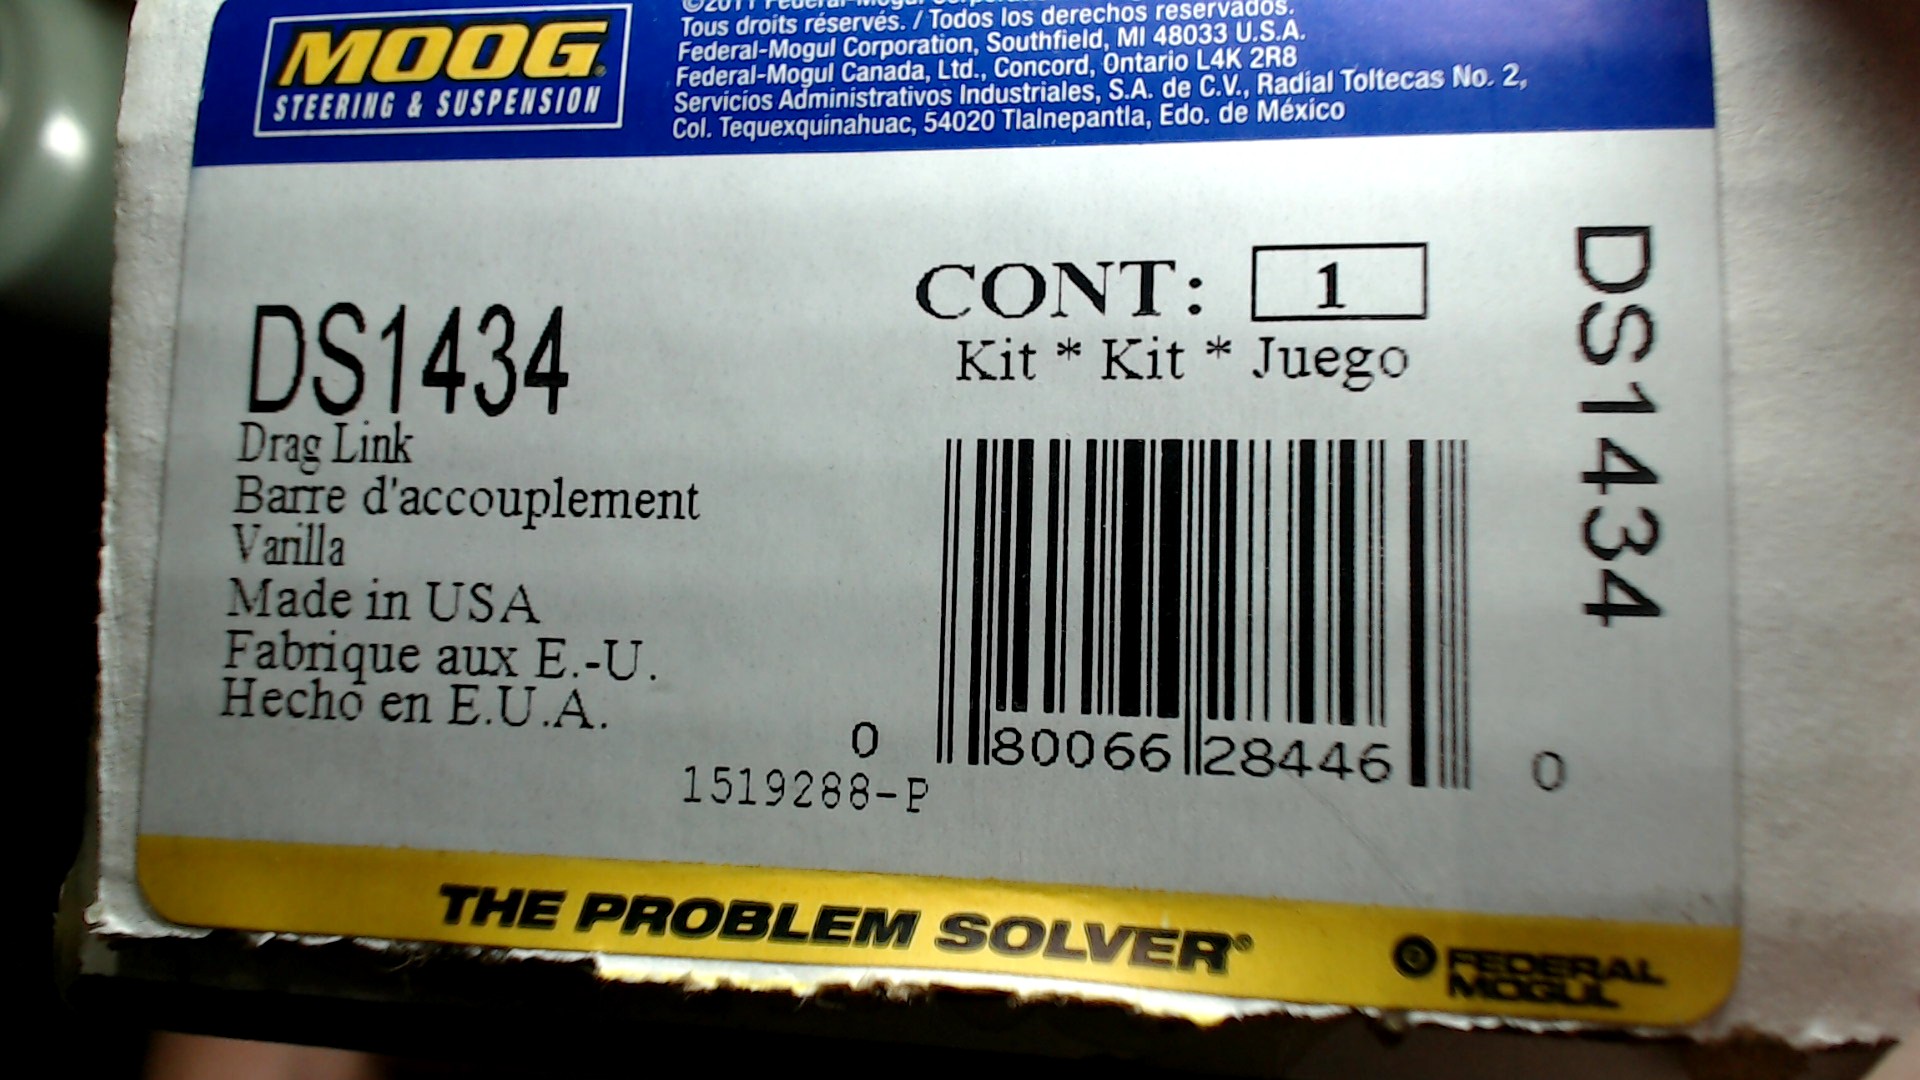 MOOG
STEERING & SUSPENSION
©2011 Federal-Mogul
Tous droits réservés. / Todos los derechos reservados.
Federal-Mogul Corporation, Southfield, MI 48033 U.S.A.
Federal-Mogul Canada, Ltd., Concord, Ontario L4K 2R8
Servicios Administrativos Industriales, S.A. de C.V., Radial Toltecas No. 2,
Col. Tequexquinahuac, 54020 Tlalnepantla, Edo. de México
DS1434
Drag Link
Barre d'accouplement
Varilla
Made in USA
Fabrique aux E.-U.
Hecho en E.U.A.
CONT: 1
Kit * Kit * Juego
0 80066 28446 0
1519288-P
DS1434
THE PROBLEM SOLVER®
FEDERAL
MOGUL